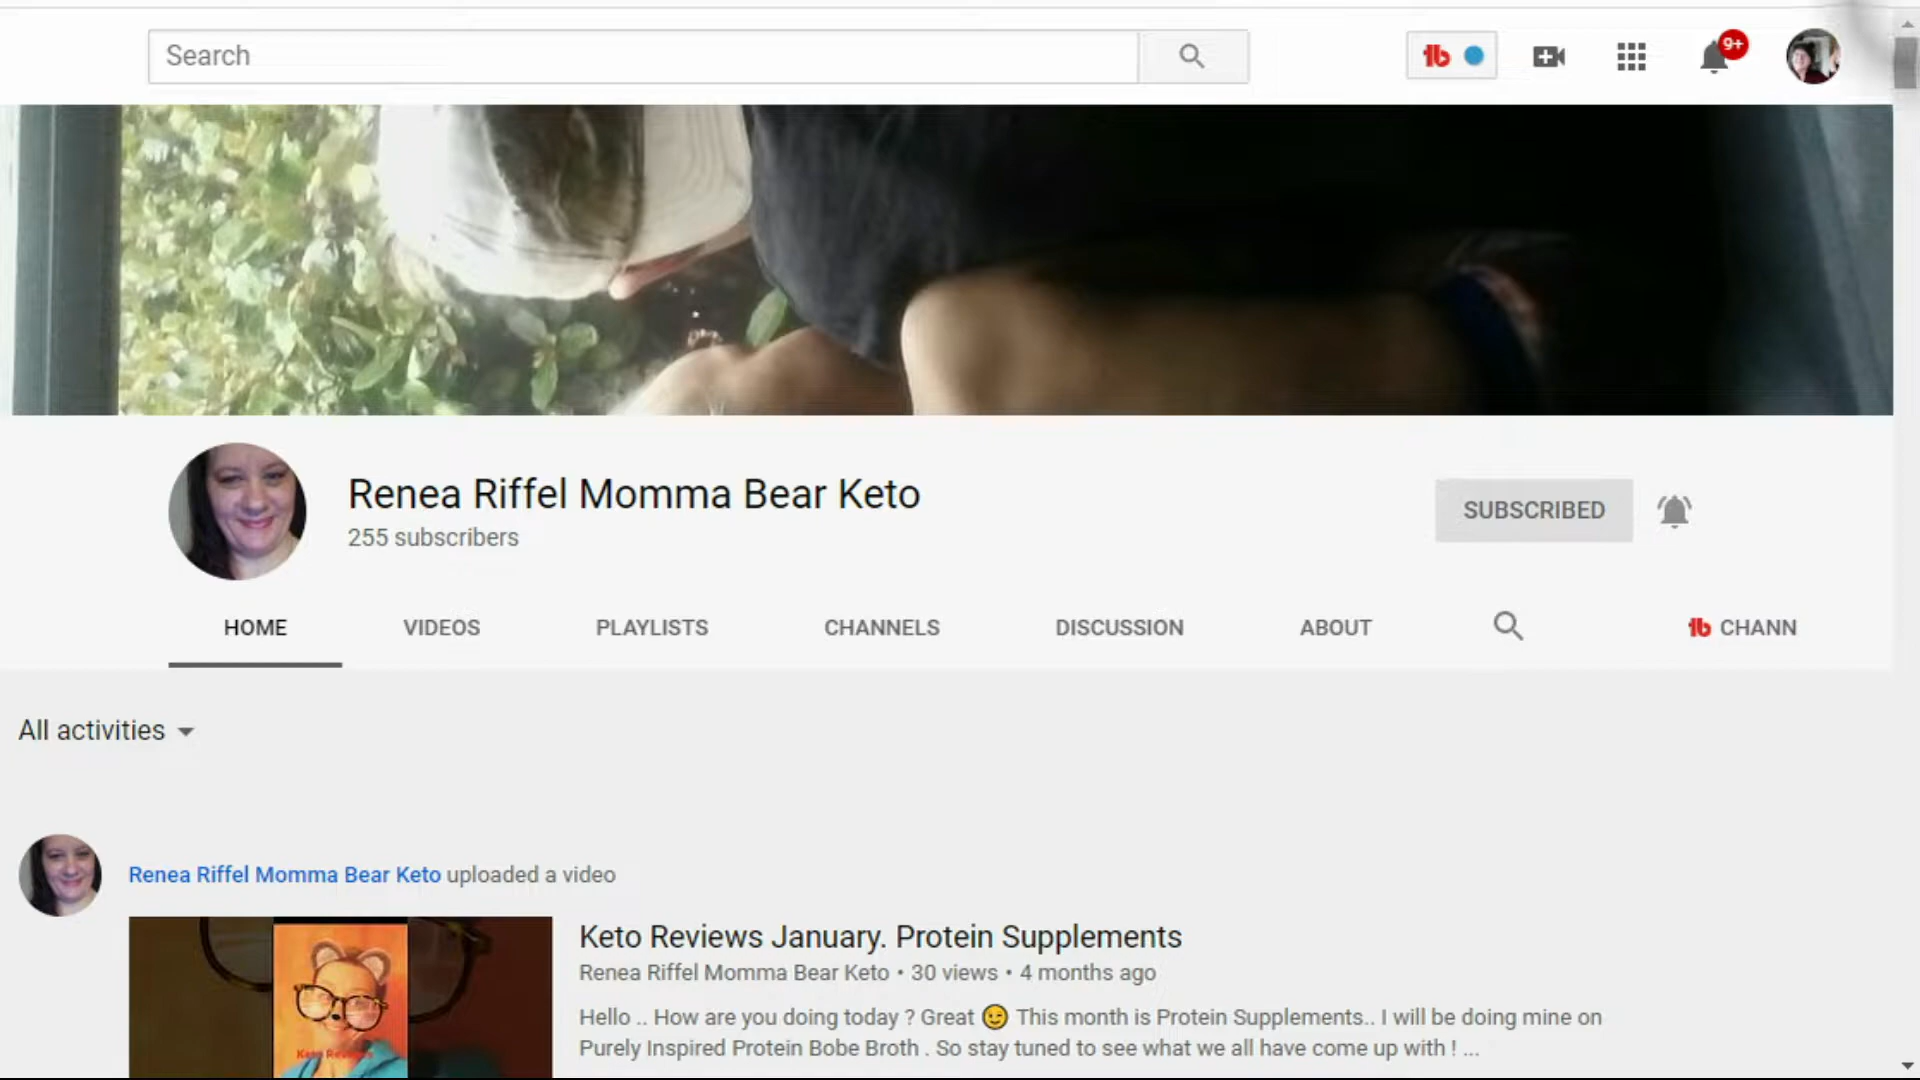 Search
9+
Renea Riffel Momma Bear Keto
255 subscribers
SUBSCRIBED
HOME VIDEOS PLAYLISTS CHANNELS DISCUSSION ABOUT CHANN
All activities
Renea Riffel Momma Bear Keto uploaded a video
Keto Reviews January. Protein Supplements
Renea Riffel Momma Bear Keto • 30 views • 4 months ago
Hello .. How are you doing today ? Great 😉 This month is Protein Supplements.. I will be doing mine on
Purely Inspired Protein Bobe Broth . So stay tuned to see what we all have come up with ! ...
Keto Reviews